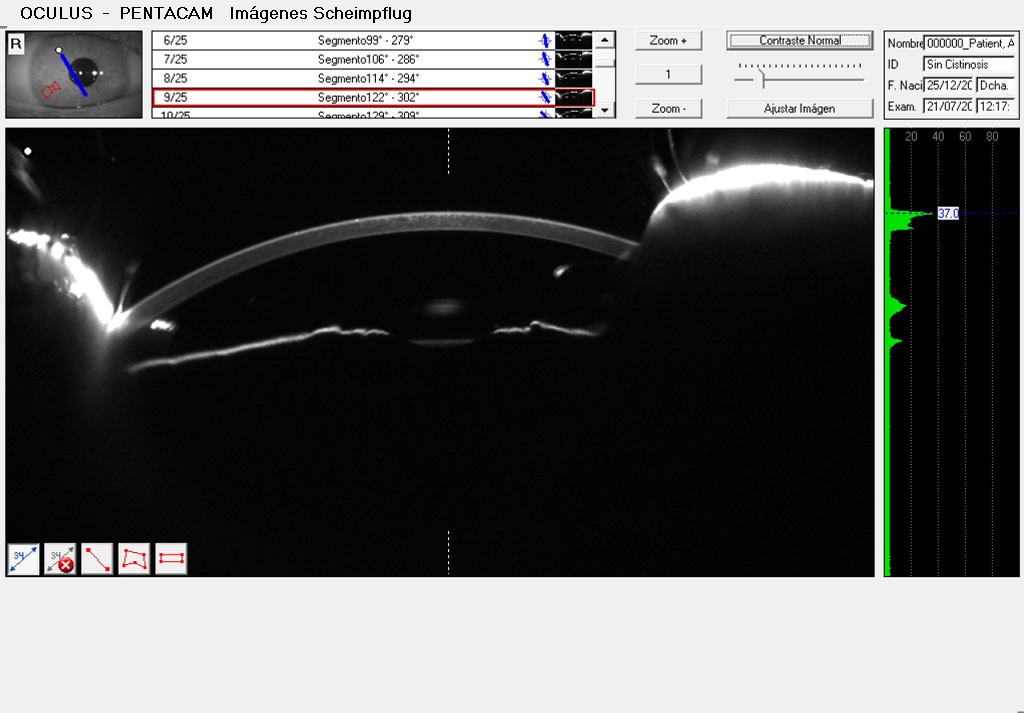 OCULUS - PENTACAM Imágenes Scheimpflug
R
6/25 Segmento99° - 279°
7/25 Segmento106° - 286°
8/25 Segmento114° - 294°
9/25 Segmento122° - 302°
10/25 Segmento129° - 309°
Zoom +
1
Zoom -
Contraste Normal
Ajustar Imágen
Nombre 000000_Patient, A
ID Sin Cistinosis
F. Naci 25/12/20 Dcha.
Exam. 21/07/20 12:17:
20 40 60 80
37.0
34
34